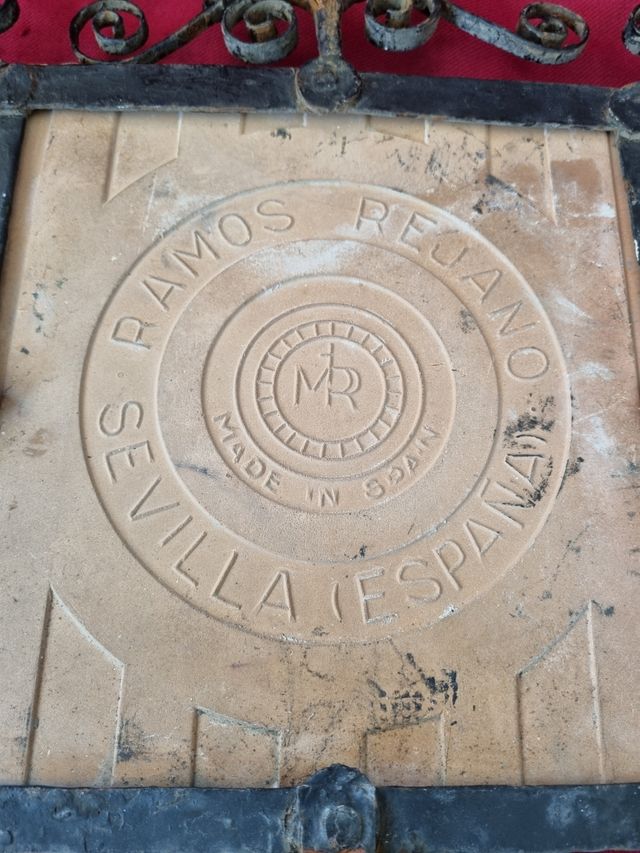 RAMOS REJANO
SEVILLA (ESPAÑA)
MR
MADE IN SPAIN